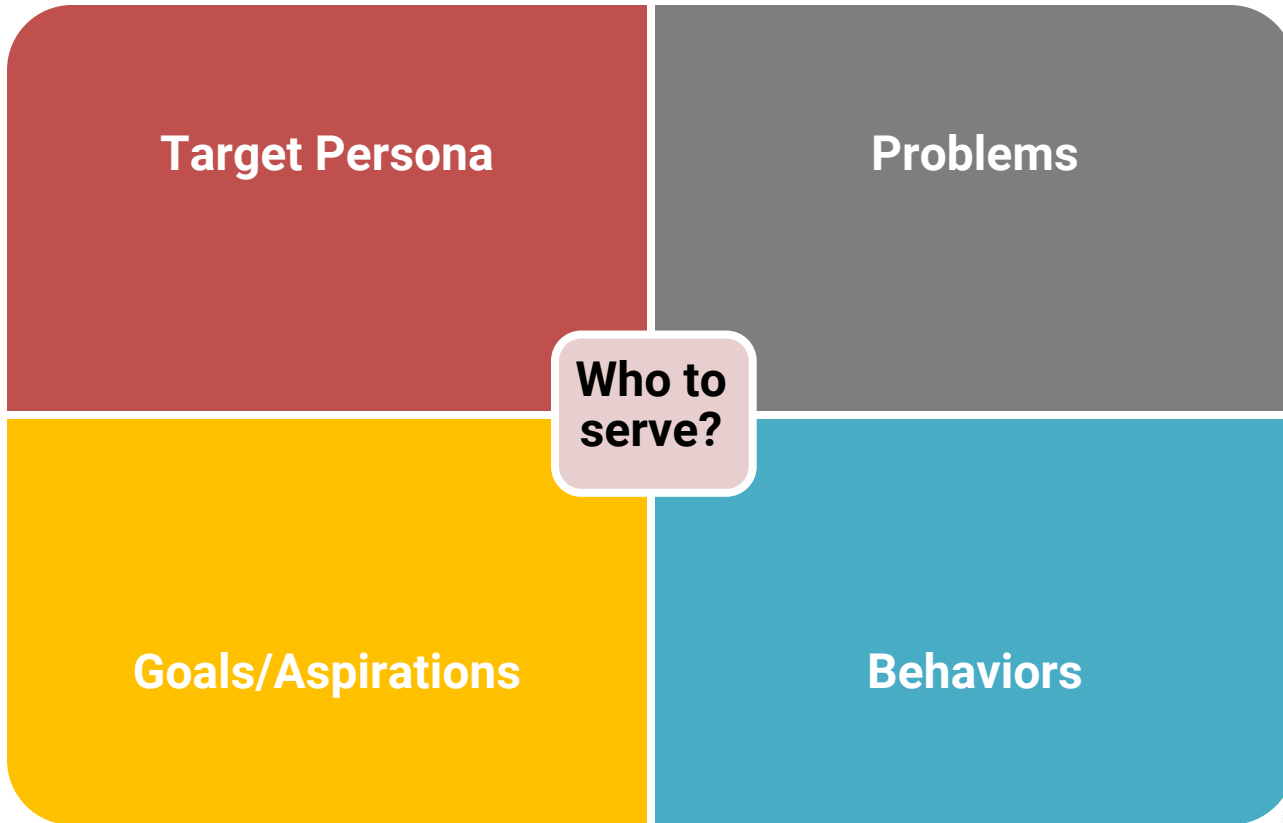 Target Persona
Problems
Who to
serve?
Goals/Aspirations
Behaviors